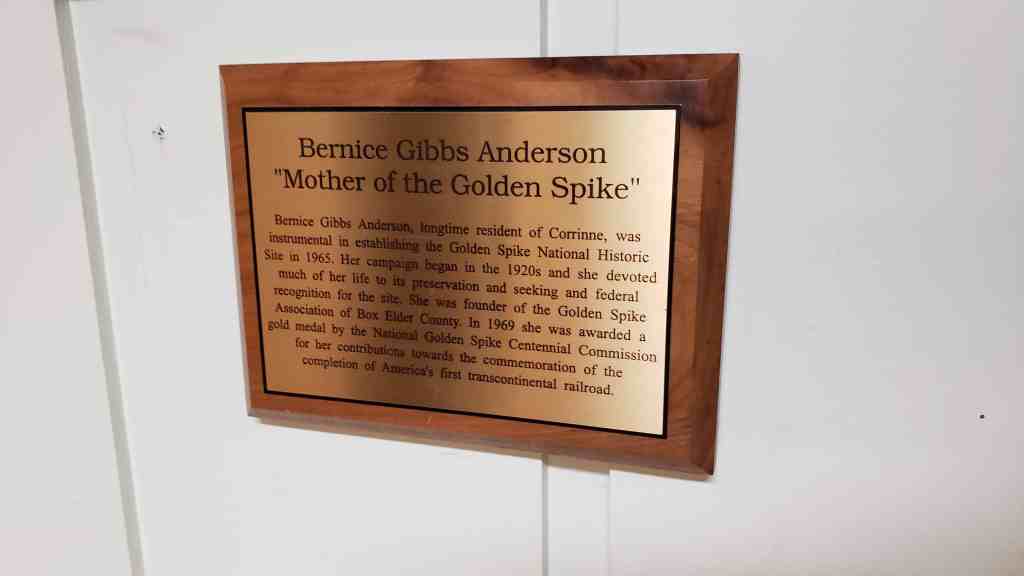 Bernice Gibbs Anderson
"Mother of the Golden Spike"
Bernice Gibbs Anderson, longtime resident of Corrinne, was
instrumental in establishing the Golden Spike National Historic
Site in 1965. Her campaign began in the 1920s and she devoted
much of her life to its preservation and seeking and federal
recognition for the site. She was founder of the Golden Spike
Association of Box Elder County. In 1969 she was awarded a
gold medal by the National Golden Spike Centennial Commission
for her contributions towards the commemoration of the
completion of America's first transcontinental railroad.